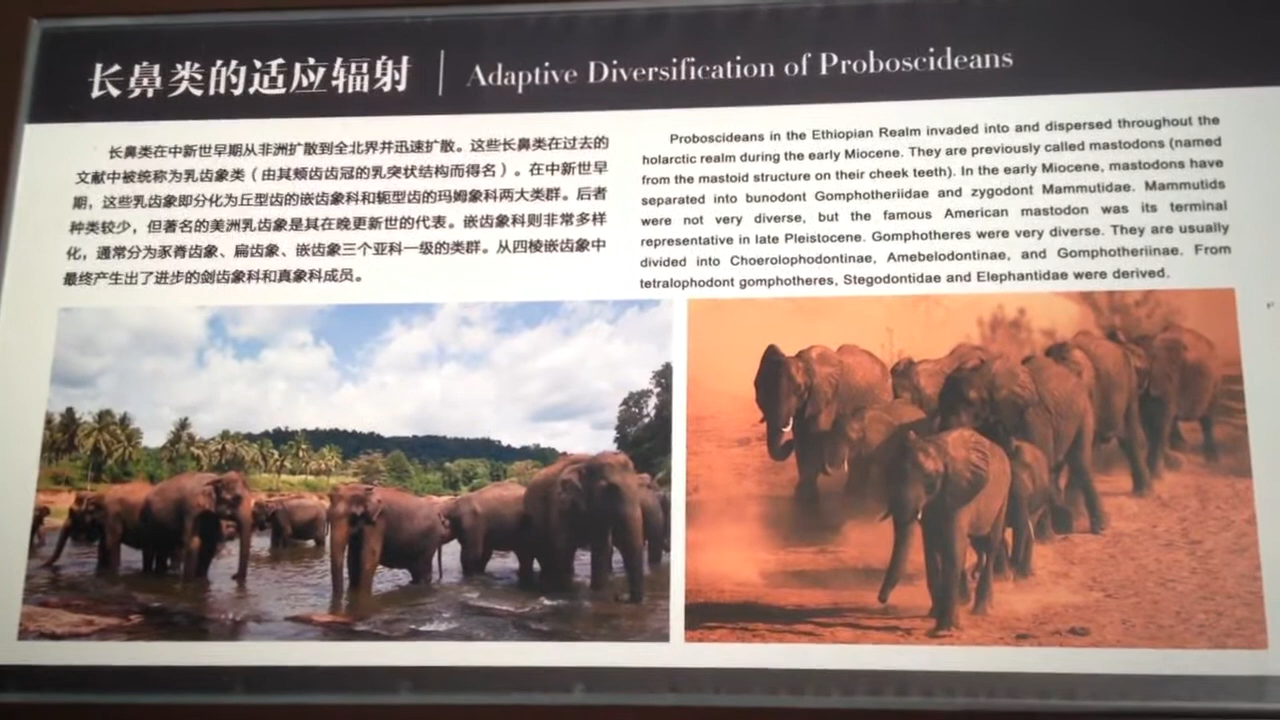 长鼻类的适应辐射 | Adaptive Diversification of Proboscideans
长鼻类在中新世早期从非洲扩散到全北界并迅速扩散。这些长鼻类在过去的
文献中被统称为乳齿象类（由其颊齿齿冠的乳突状结构而得名）。在中新世早
期，这些乳齿象即分化为丘型齿的嵌齿象科和轭型齿的玛姆象科两大类群。后者
种类较少，但著名的美洲乳齿象是其在晚更新世的代表。嵌齿象科则非常多样
化，通常分为豕脊齿象、扁齿象、嵌齿象三个亚科一级的类群。从四棱嵌齿象中
最终产生出了进步的剑齿象科和真象科成员。
Proboscideans in the Ethiopian Realm invaded into and dispersed throughout the
holarctic realm during the early Miocene. They are previously called mastodons (named
from the mastoid structure on their cheek teeth). In the early Miocene, mastodons have
separated into bunodont Gomphotheriidae and zygodont Mammutidae. Mammutids
were not very diverse, but the famous American mastodon was its terminal
representative in late Pleistocene. Gomphotheres were very diverse. They are usually
divided into Choerolophodontinae, Amebelodontinae, and Gomphotheriinae. From
tetralophodont gomphotheres, Stegodontidae and Elephantidae were derived.